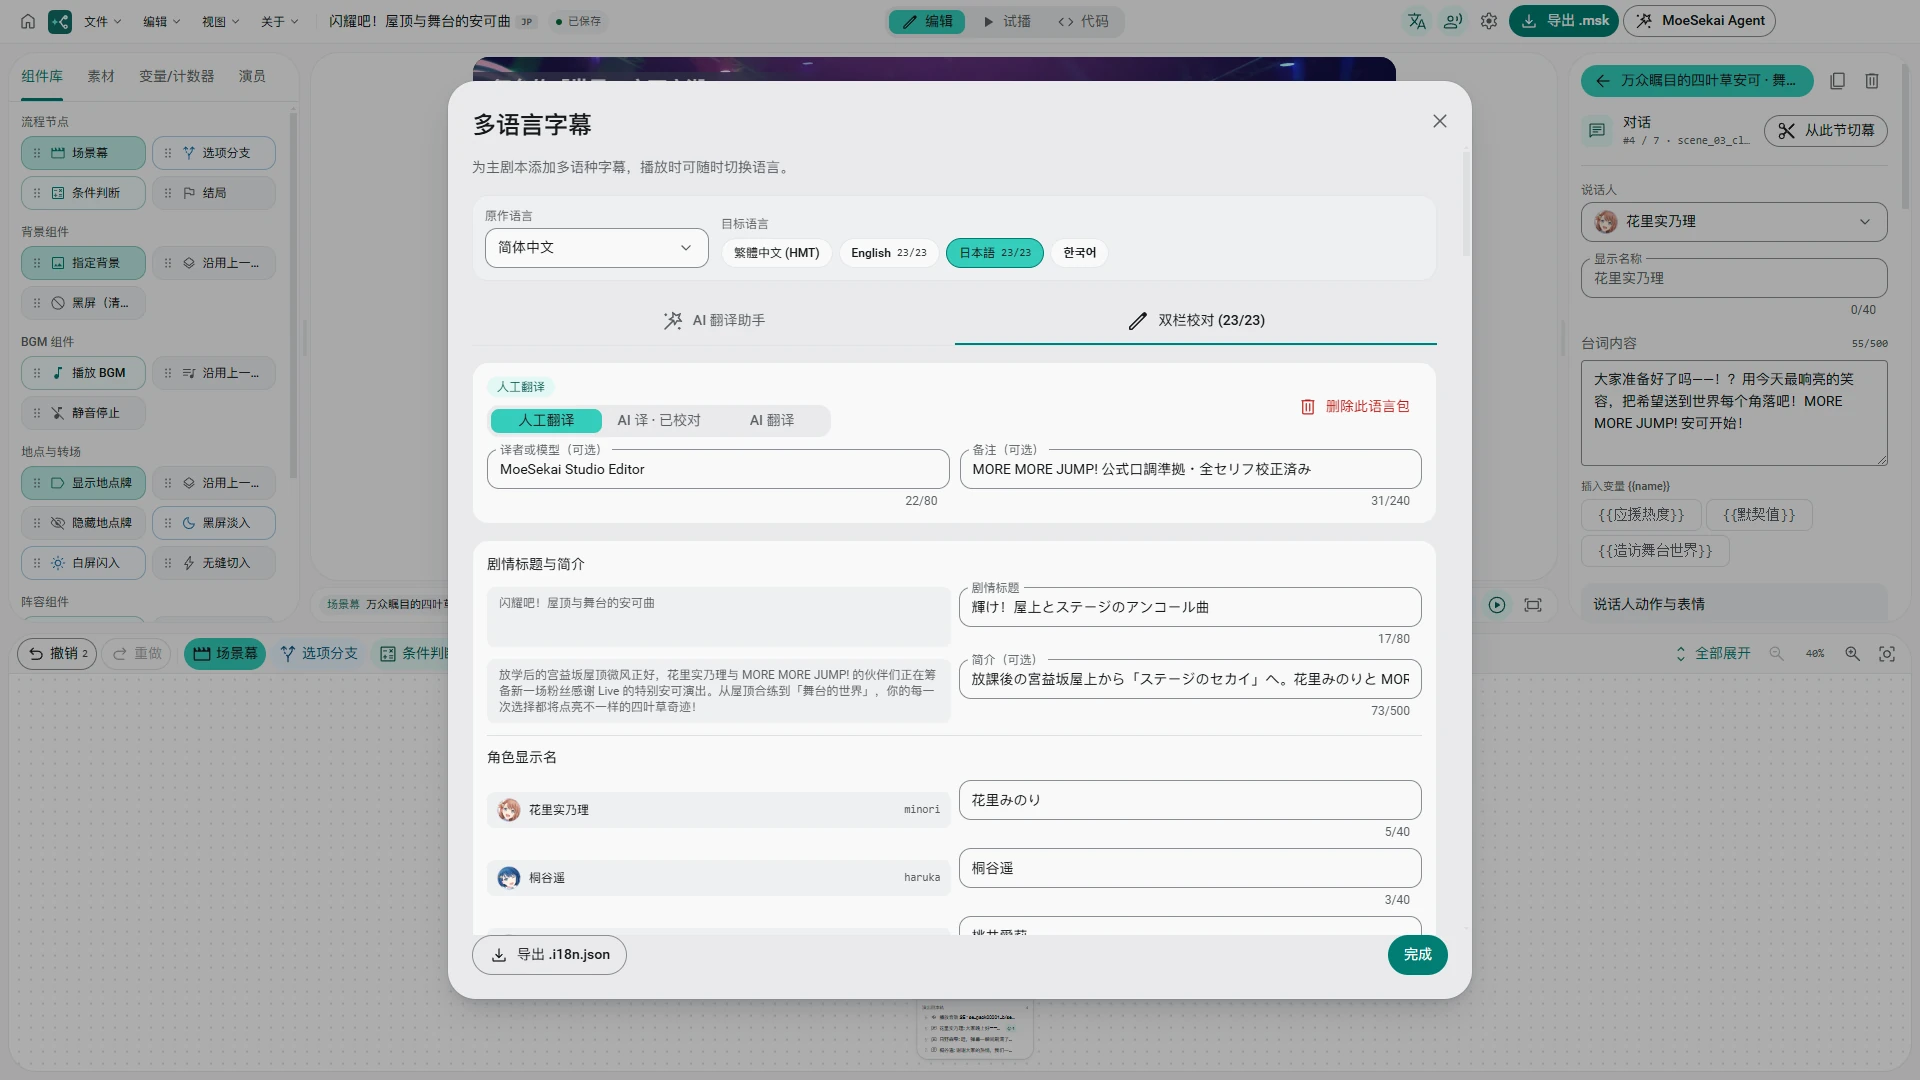 文件
编辑
视图
关于
闪耀吧！屋顶与舞台的安可曲 JP
已保存
编辑
试播
代码
导出 .msk
MoeSekai Agent
组件库
素材
变量/计数器
演员
流程节点
场景幕
选项分支
条件判断
结局
背景组件
指定背景
沿用上一...
黑屏（清...
BGM 组件
播放 BGM
沿用上一...
静音停止
地点与转场
显示地点牌
沿用上一...
隐藏地点牌
黑屏淡入
白屏闪入
无缝切入
阵容组件
场景幕 万众瞩目的四叶
多语言字幕
为主剧本添加多语种字幕，播放时可随时切换语言。
原作语言
简体中文
目标语言
繁體中文 (HMT)
English 23/23
日本語 23/23
한국어
AI 翻译助手
双栏校对 (23/23)
人工翻译
人工翻译
AI 译 · 已校对
AI 翻译
删除此语言包
译者或模型（可选）
MoeSekai Studio Editor
22/80
备注（可选）
MORE MORE JUMP! 公式口調準拠・全セリフ校正済み
31/240
剧情标题与简介
闪耀吧！屋顶与舞台的安可曲
剧情标题
輝け！屋上とステージのアンコール曲
17/80
放学后的宫益坂屋顶微风正好，花里实乃理与 MORE MORE JUMP! 的伙伴们正在筹
备新一场粉丝感谢 Live 的特别安可演出。从屋顶合练到「舞台的世界」，你的每一
次选择都将点亮不一样的四叶草奇迹！
简介（可选）
放課後の宮益坂屋上から「ステージのセカイ」へ。花里みのりと MOR
73/500
角色显示名
花里实乃理
minori
花里みのり
5/40
桐谷遥
haruka
桐谷遥
3/40
导出 .i18n.json
完成
万众瞩目的四叶草安可 · 舞...
对话
#4 / 7 · scene_03_cl…
从此节切幕
说话人
花里实乃理
显示名称
花里实乃理
0/40
台词内容
55/500
大家准备好了吗——！？用今天最响亮的笑
容，把希望送到世界每个角落吧！MORE
MORE JUMP! 安可开始！
插入变量 {{name}}
{{应援热度}}
{{默契值}}
{{造访舞台世界}}
说话人动作与表情
撤销 2
重做
场景幕
选项分支
条件判
全部展开
40%